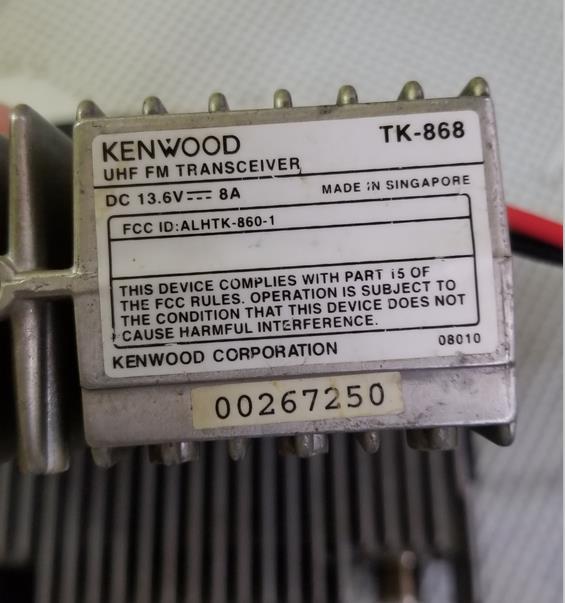 KENWOOD
TK-868
UHF FM TRANSCEIVER
DC 13.6V⎓ 8A
MADE IN SINGAPORE
FCC ID:ALHTK-860-1
THIS DEVICE COMPLIES WITH PART 15 OF
THE FCC RULES. OPERATION IS SUBJECT TO
THE CONDITION THAT THIS DEVICE DOES NOT
CAUSE HARMFUL INTERFERENCE.
KENWOOD CORPORATION
08010
00267250